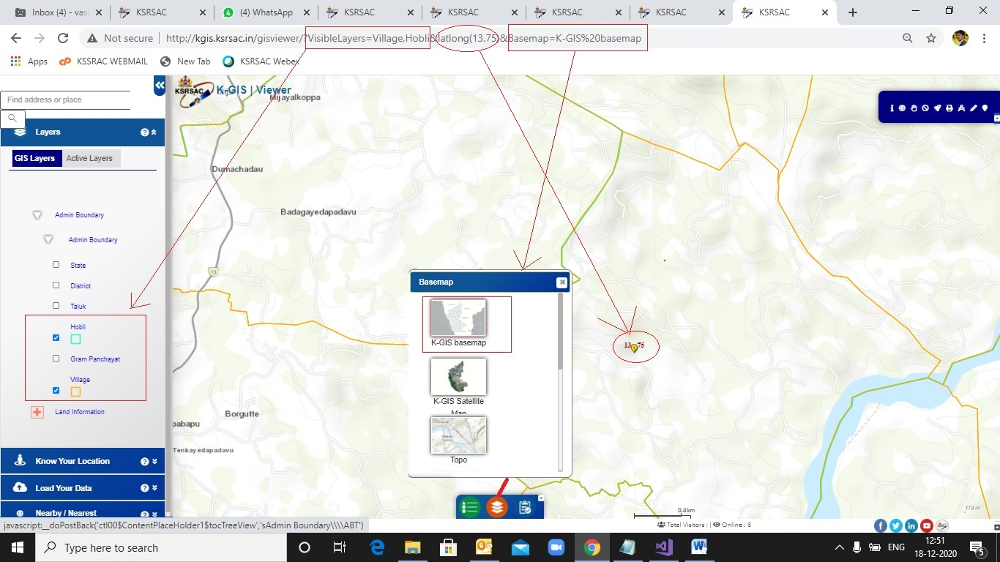 Inbox (4) - vas
KSRSAC
(4) WhatsApp
KSRSAC
KSRSAC
KSRSAC
KSRSAC
KSRSAC
Not secure
http://kgis.ksrsac.in/gisviewer/?VisibleLayers=Village,Hobli&latlong(13,75)&Basemap=K-GIS%20basemap
Apps
KSSRAC WEBMAIL
New Tab
KSRSAC Webex
Find address or place
KSRSAC
K-GIS | Viewer
Mijayalkoppa
Layers
GIS Layers
Active Layers
Dumachadau
Admin Boundary
Badagayedapadavu
Admin Boundary
State
13
District
Basemap
Taluk
Hobli
K-GIS basemap
13,75
Gram Panchayat
Village
K-GIS Satellite
Map
Land Information
Borgutte
pabapu
Tenkayedapadavu
Topo
Know Your Location
Load Your Data
Nearby / Nearest
0.4km
119 m
javascript:__doPostBack('ctl00$ContentPlaceHolder1$tocTreeView','sAdmin Boundary\\\\ABT')
Total Visitors : | Online : 8
Type here to search
ENG
12:51
18-12-2020
5